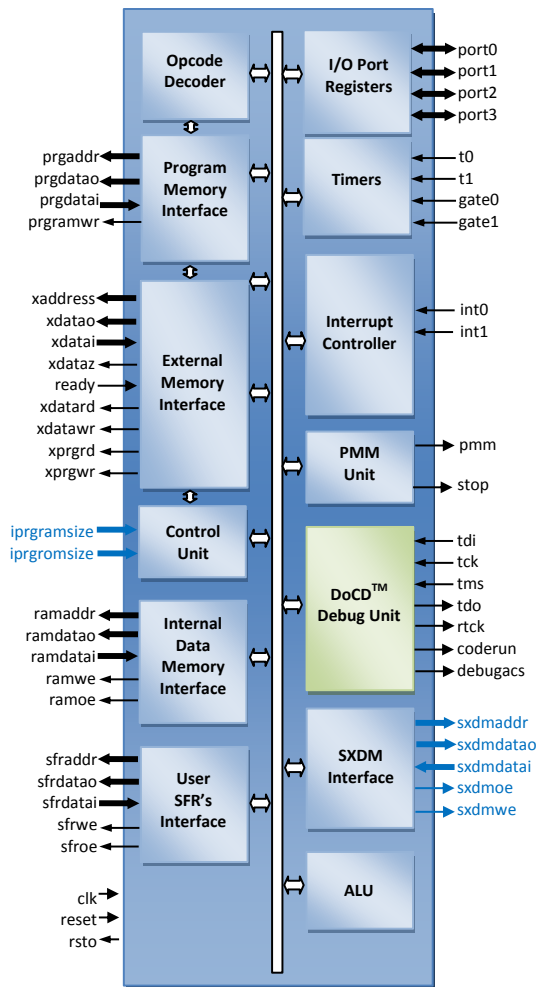 Opcode
Decoder
prgaddr
prgdatao
prgdatai
prgramwr
Program
Memory
Interface
xaddress
xdatao
xdatai
xdataz
ready
xdatard
xdatawr
xprgrd
xprgwr
External
Memory
Interface
iprgramsize
iprgromsize
Control
Unit
ramaddr
ramdatao
ramdatai
ramwe
ramoe
Internal
Data
Memory
Interface
sfraddr
sfrdatao
sfrdatai
sfrwe
sfroe
User
SFR's
Interface
clk
reset
rsto
I/O Port
Registers
port0
port1
port2
port3
Timers
t0
t1
gate0
gate1
Interrupt
Controller
int0
int1
PMM
Unit
pmm
stop
DoCD™
Debug Unit
tdi
tck
tms
tdo
rtck
coderun
debugacs
SXDM
Interface
sxdmaddr
sxdmdatao
sxdmdatai
sxdmoe
sxdmwe
ALU